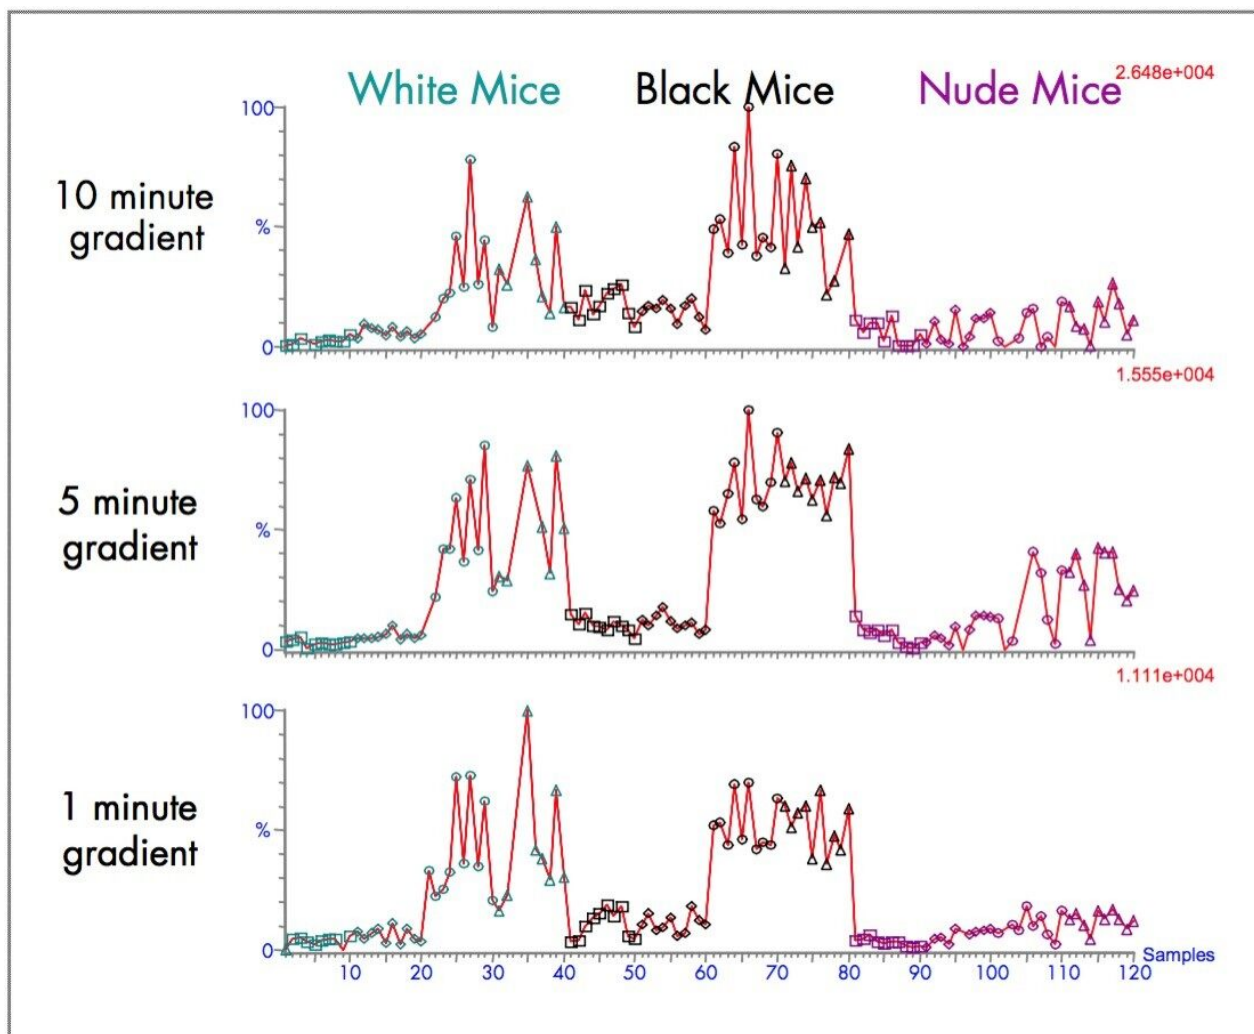 White Mice Black Mice Nude Mice
2.648e+004
10 minute
gradient
100
%
0
1.555e+004
5 minute
gradient
100
%
0
1.111e+004
1 minute
gradient
100
%
0
10 20 30 40 50 60 70 80 90 100 110 120
Samples